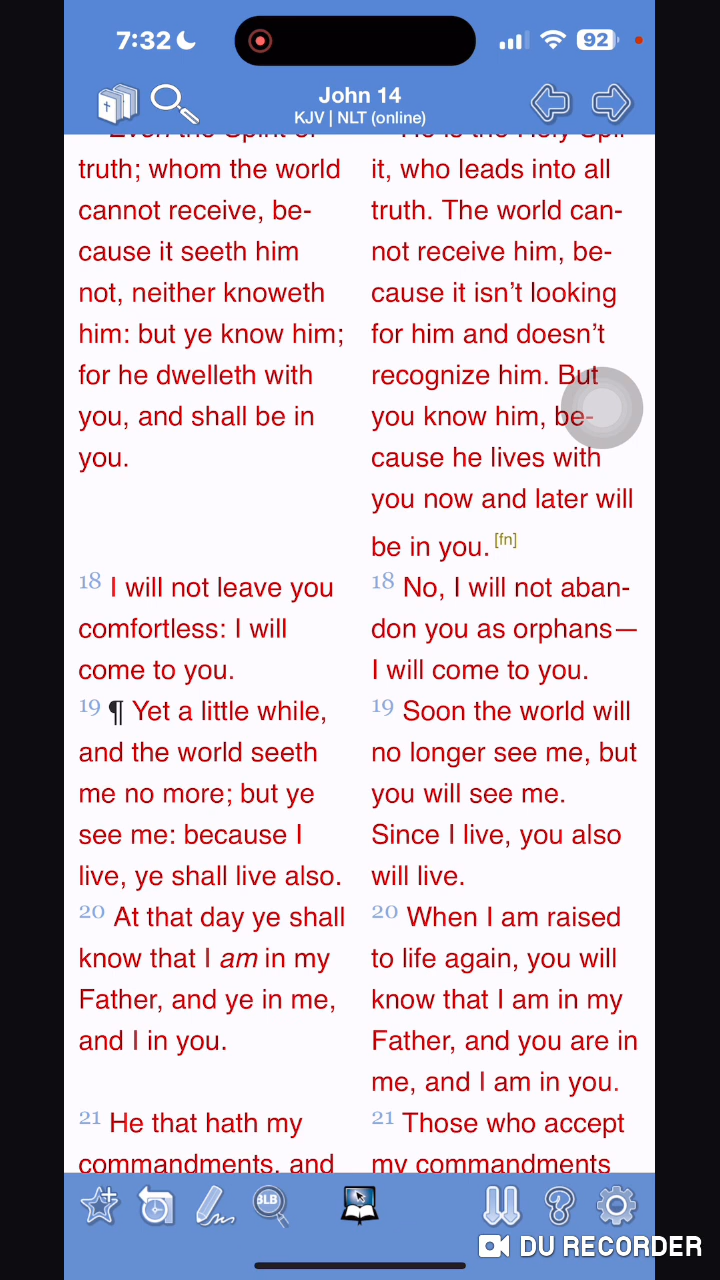 7:32
92
John 14
KJV | NLT (online)
truth; whom the world
cannot receive, be-
cause it seeth him
not, neither knoweth
him: but ye know him;
for he dwelleth with
you, and shall be in
you.
18 I will not leave you
comfortless: I will
come to you.
19 ¶ Yet a little while,
and the world seeth
me no more; but ye
see me: because I
live, ye shall live also.
20 At that day ye shall
know that I am in my
Father, and ye in me,
and I in you.
21 He that hath my
commandments, and
He is the Holy Spir-
it, who leads into all
truth. The world can-
not receive him, be-
cause it isn’t looking
for him and doesn’t
recognize him. But
you know him, be-
cause he lives with
you now and later will
be in you. [fn]
18 No, I will not aban-
don you as orphans—
I will come to you.
19 Soon the world will
no longer see me, but
you will see me.
Since I live, you also
will live.
20 When I am raised
to life again, you will
know that I am in my
Father, and you are in
me, and I am in you.
21 Those who accept
my commandments
BLB
DU RECORDER